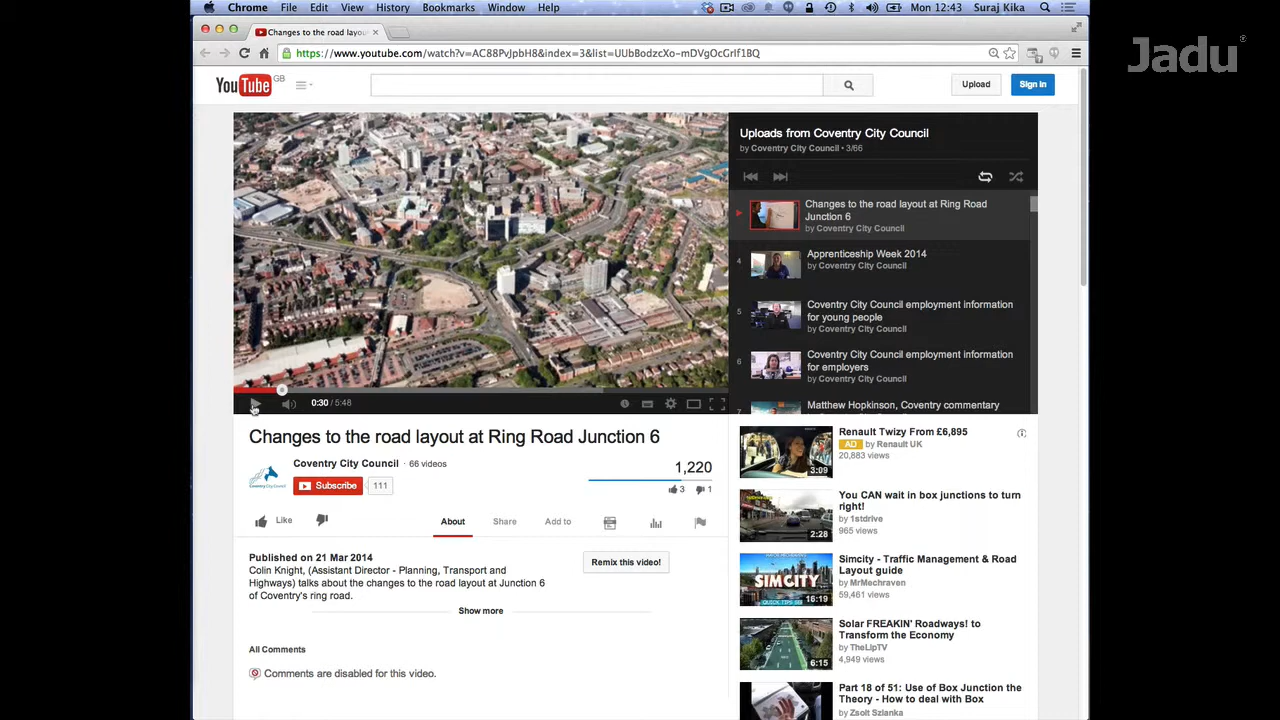 Chrome File Edit View History Bookmarks Window Help Mon 12:43 Suraj Kika
Changes to the road layou
https://www.youtube.com/watch?v=AC88PvJpbH8&index=3&list=UUbBodzcXo-mDVgOcGrIf1BQ
Jadu
YouTube GB
Upload
Sign in
Uploads from Coventry City Council
by Coventry City Council • 3/66
Changes to the road layout at Ring Road
Junction 6
by Coventry City Council
4
Apprenticeship Week 2014
by Coventry City Council
5
Coventry City Council employment information
for young people
by Coventry City Council
6
Coventry City Council employment information
for employers
by Coventry City Council
7
Matthew Hopkinson, Coventry commentary
0:30 / 5:48
Changes to the road layout at Ring Road Junction 6
Coventry City Council · 66 videos
Subscribe 111
1,220
3 1
Like
About Share Add to
Published on 21 Mar 2014
Colin Knight, (Assistant Director - Planning, Transport and
Highways) talks about the changes to the road layout at Junction 6
of Coventry's ring road.
Remix this video!
Show more
All Comments
Comments are disabled for this video.
Renault Twizy From £6,895
AD by Renault UK
20,883 views
3:09
You CAN wait in box junctions to turn
right!
by 1stdrive
965 views
2:28
Simcity - Traffic Management & Road
Layout guide
by MrMechraven
59,461 views
SIMCITY
QUICK TIPS
16:19
Solar FREAKIN' Roadways! to
Transform the Economy
by TheLipTV
4,949 views
6:15
Part 18 of 51: Use of Box Junction the
Theory - How to deal with Box
by Zsolt Szlanka